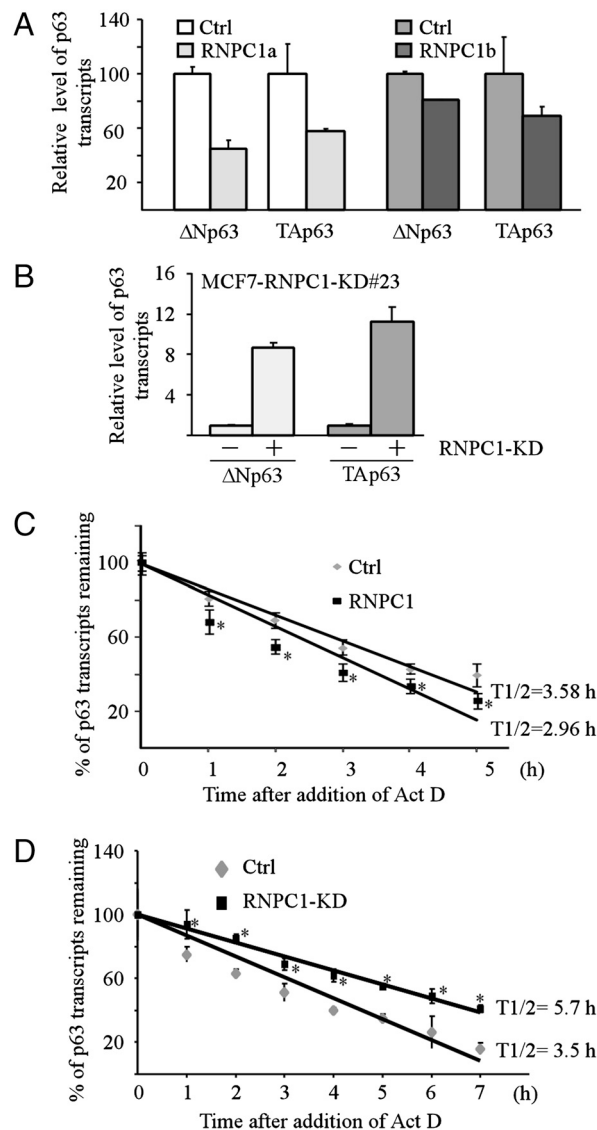 A
Relative level of p63
transcripts
140
100
60
20
Ctrl
RNPC1a
Ctrl
RNPC1b
ΔNp63 TAp63 ΔNp63 TAp63
B
Relative level of p63
transcripts
16
12
8
4
MCF7-RNPC1-KD#23
− + − + RNPC1-KD
ΔNp63 TAp63
C
% of p63 transcripts remaining
100
60
20
Ctrl
RNPC1
* * * * *
T1/2=3.58 h
T1/2=2.96 h
0 1 2 3 4 5 (h)
Time after addition of Act D
D
% of p63 transcripts remaining
140
100
60
20
Ctrl
RNPC1-KD
* * * * * * *
T1/2= 5.7 h
T1/2= 3.5 h
0 1 2 3 4 5 6 7 (h)
Time after addition of Act D